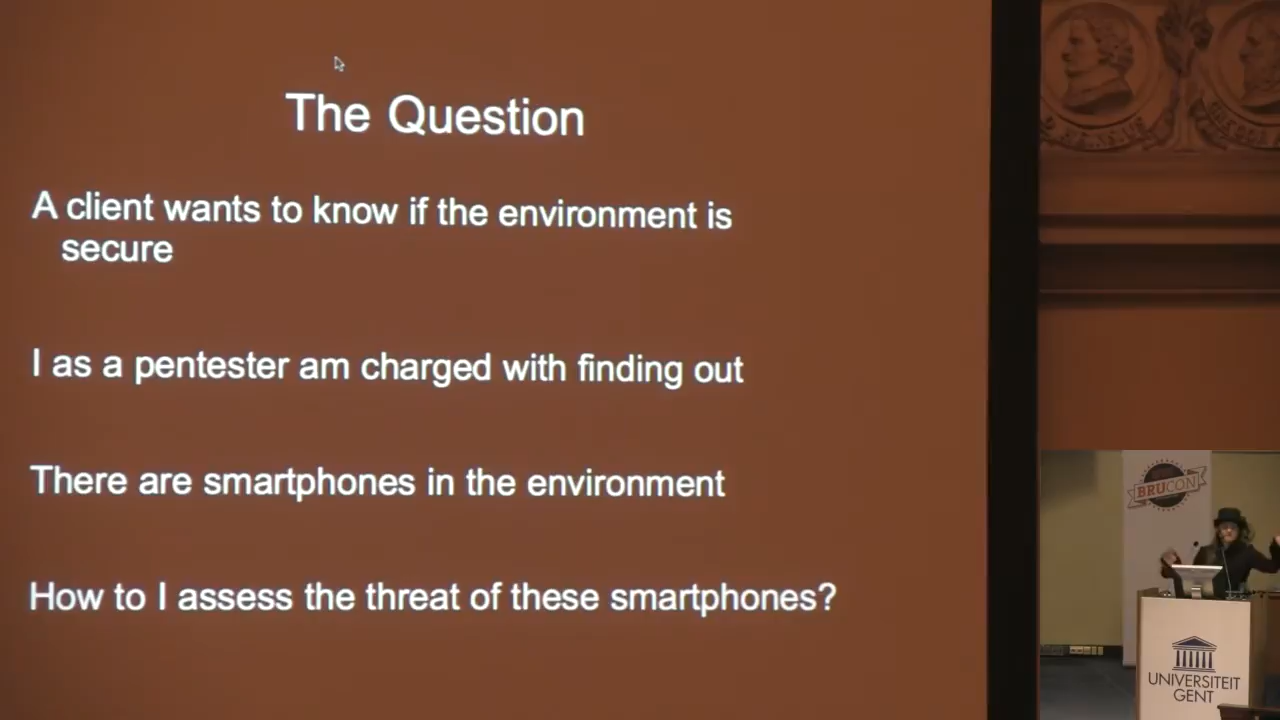 The Question
A client wants to know if the environment is
secure
I as a pentester am charged with finding out
There are smartphones in the environment
How to I assess the threat of these smartphones?
BRUCON
UNIVERSITEIT
GENT